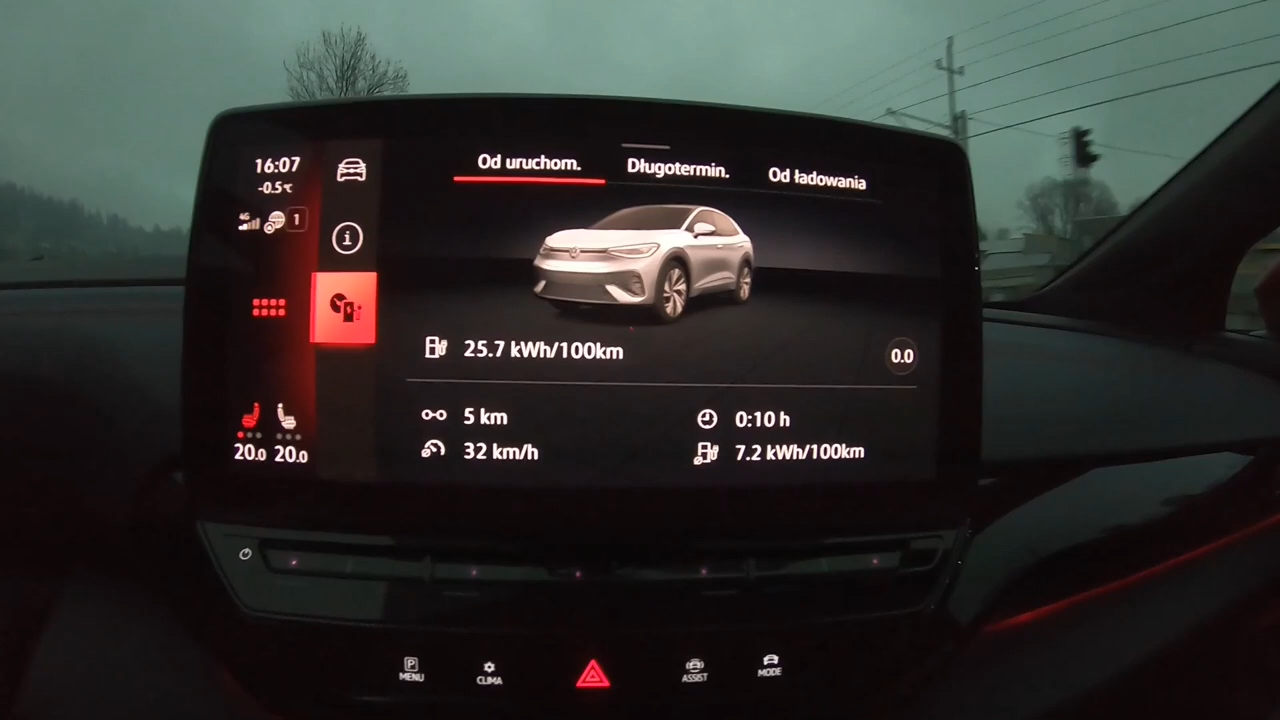 16:07
-0.5°C
4G
1
Od uruchom.
Długotermin.
Od ładowania
25.7 kWh/100km
0.0
5 km
0:10 h
32 km/h
7.2 kWh/100km
20.0 20.0
P
MENU
CLIMA
ASSIST
MODE